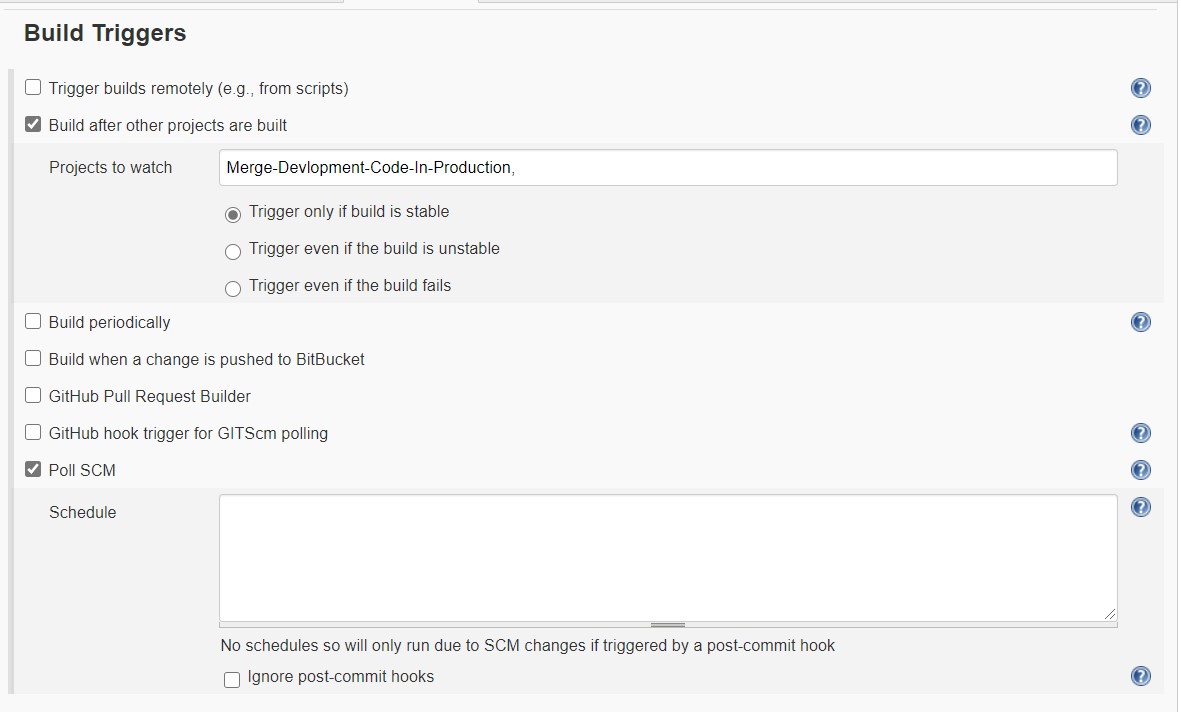 Build Triggers
Trigger builds remotely (e.g., from scripts)
Build after other projects are built
Projects to watch
Merge-Devlopment-Code-In-Production,
Trigger only if build is stable
Trigger even if the build is unstable
Trigger even if the build fails
Build periodically
Build when a change is pushed to BitBucket
GitHub Pull Request Builder
GitHub hook trigger for GITScm polling
Poll SCM
Schedule
No schedules so will only run due to SCM changes if triggered by a post-commit hook
Ignore post-commit hooks